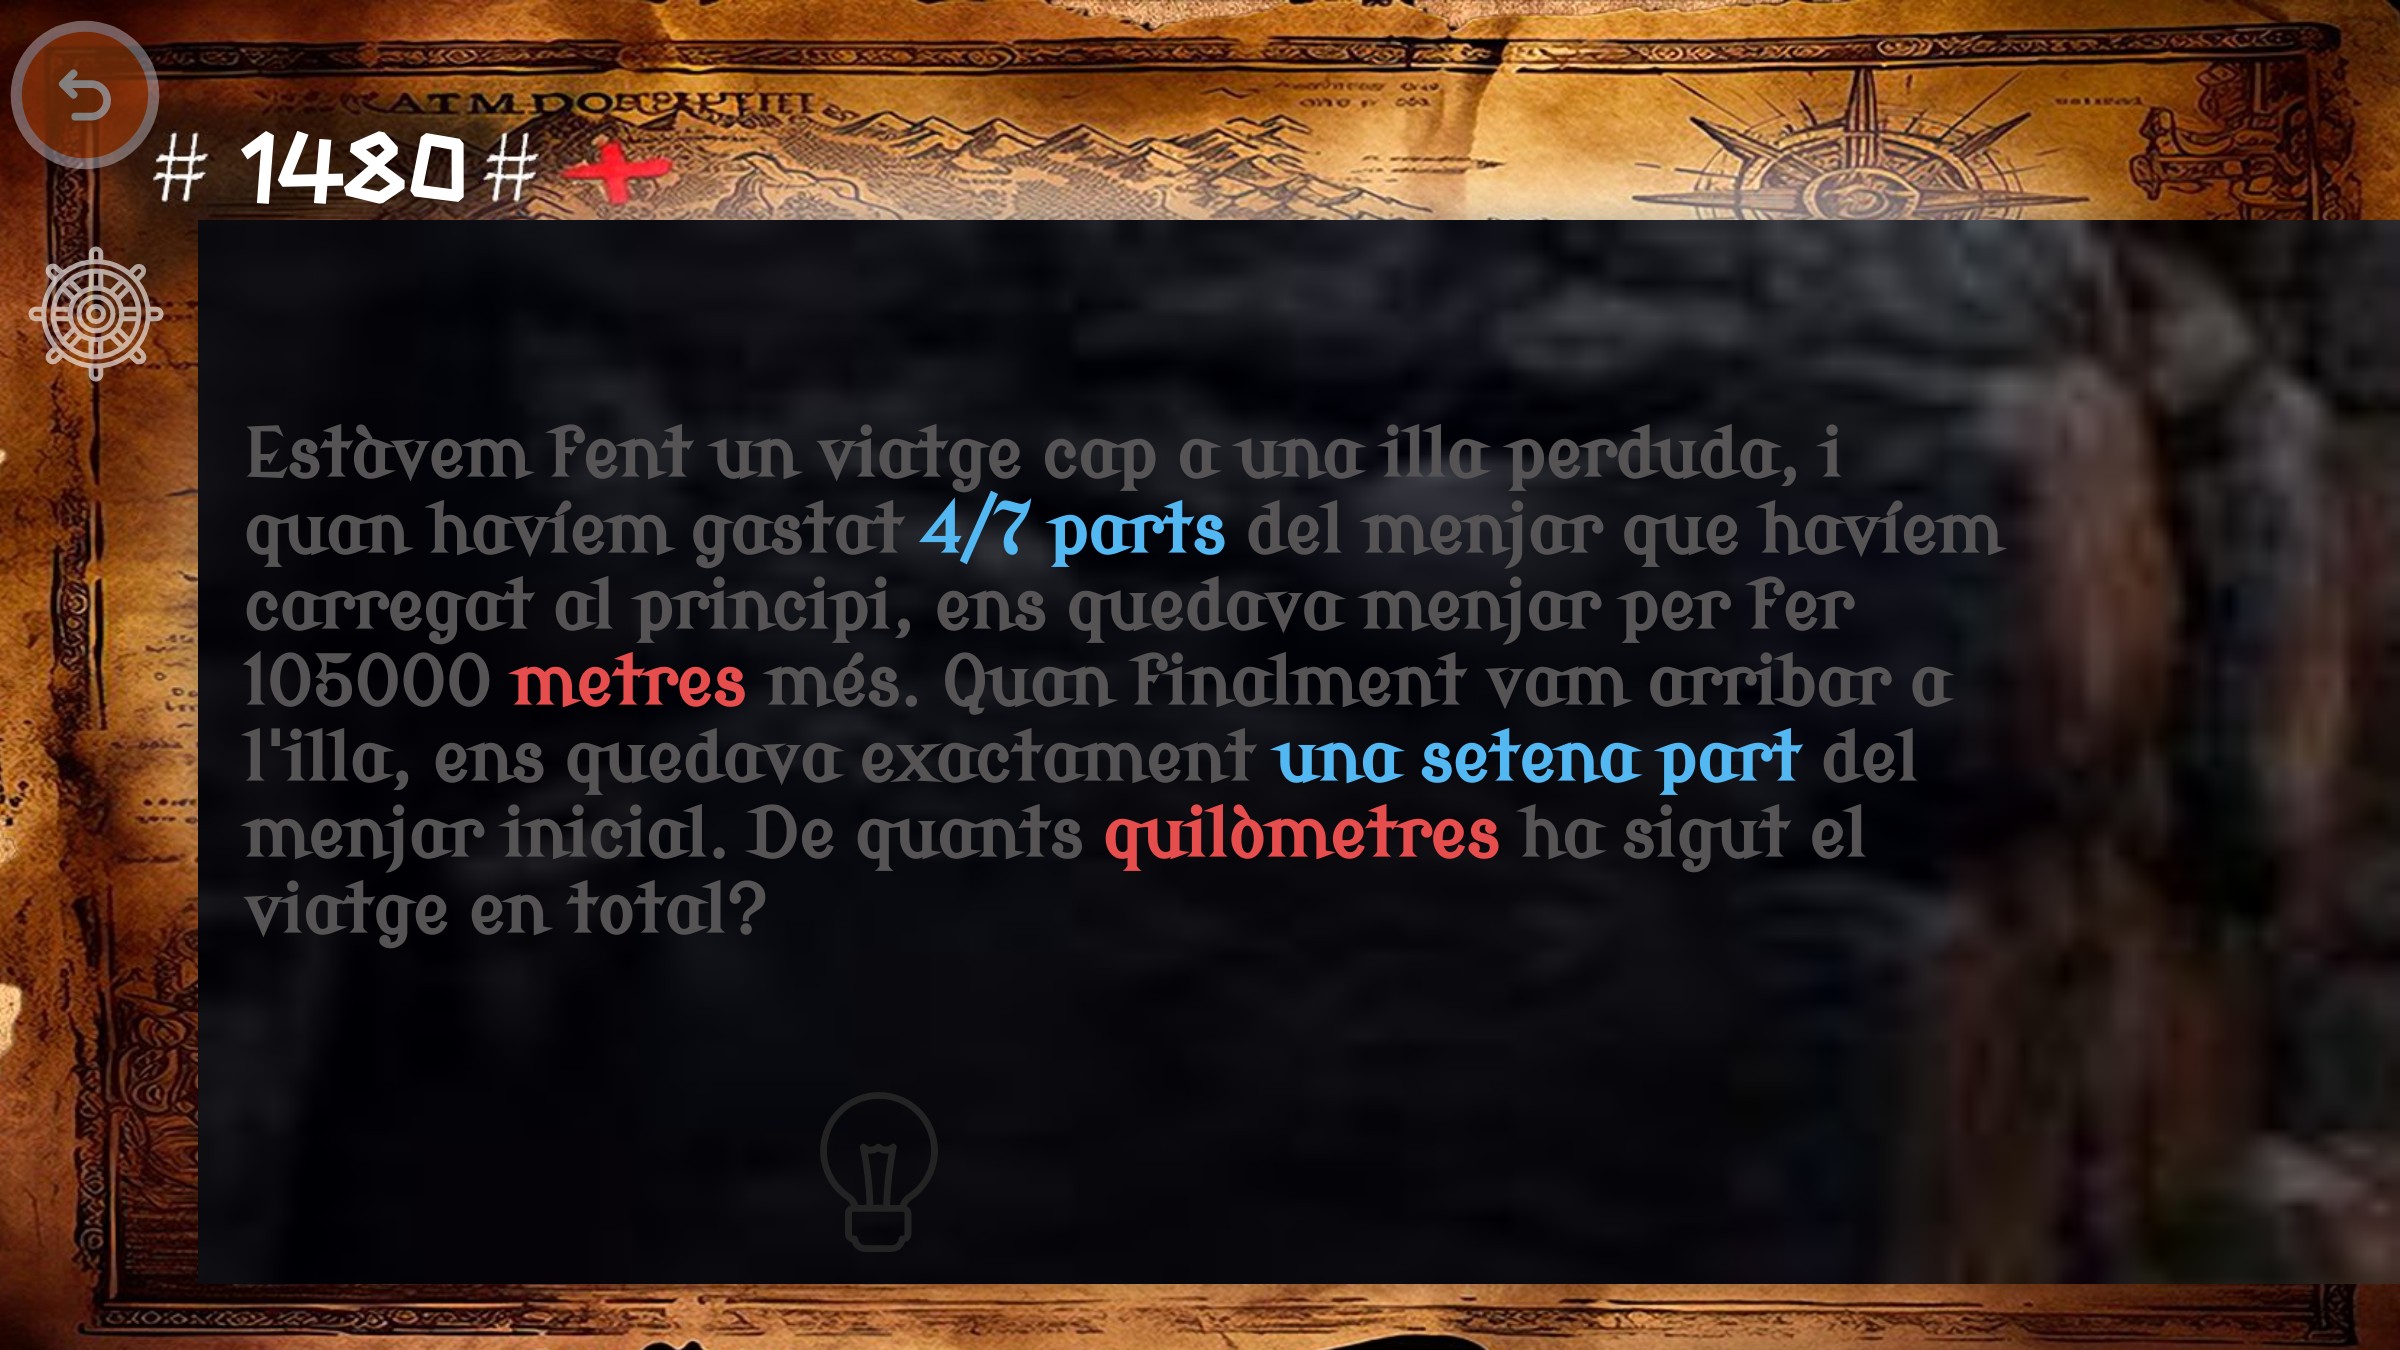 # 1480 #
Estàvem fent un viatge cap a una illa perduda, i
quan havíem gastat 4/7 parts del menjar que havíem
carregat al principi, ens quedava menjar per fer
105000 metres més. Quan finalment vam arribar a
l'illa, ens quedava exactament una setena part del
menjar inicial. De quants quilòmetres ha sigut el
viatge en total?